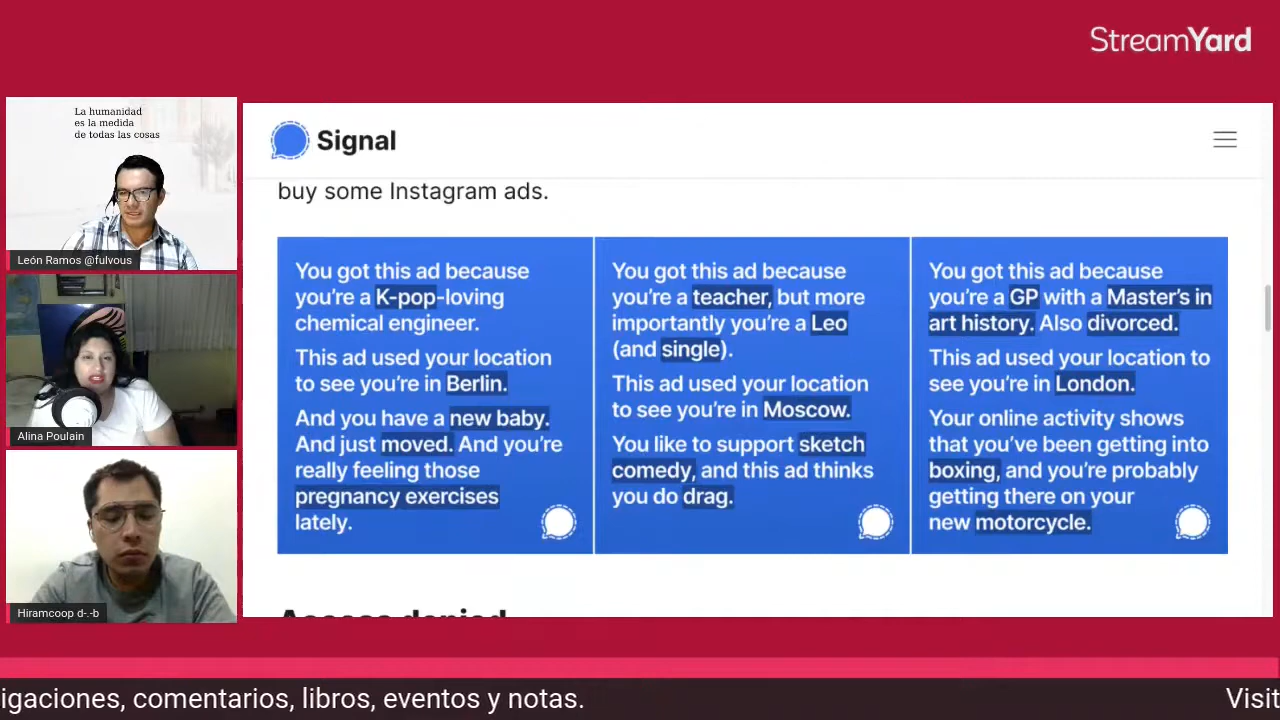 StreamYard
La humanidad
es la medida
de todas las cosas
León Ramos @fulvous
Alina Poulain
Hiramcoop d-.-b
Signal
buy some Instagram ads.
You got this ad because
you're a K-pop-loving
chemical engineer.
This ad used your location
to see you're in Berlin.
And you have a new baby.
And just moved. And you're
really feeling those
pregnancy exercises
lately.
You got this ad because
you're a teacher, but more
importantly you're a Leo
(and single).
This ad used your location
to see you're in Moscow.
You like to support sketch
comedy, and this ad thinks
you do drag.
You got this ad because
you're a GP with a Master's in
art history. Also divorced.
This ad used your location to
see you're in London.
Your online activity shows
that you've been getting into
boxing, and you're probably
getting there on your
new motorcycle.
Access denied
igaciones, comentarios, libros, eventos y notas.
Visit